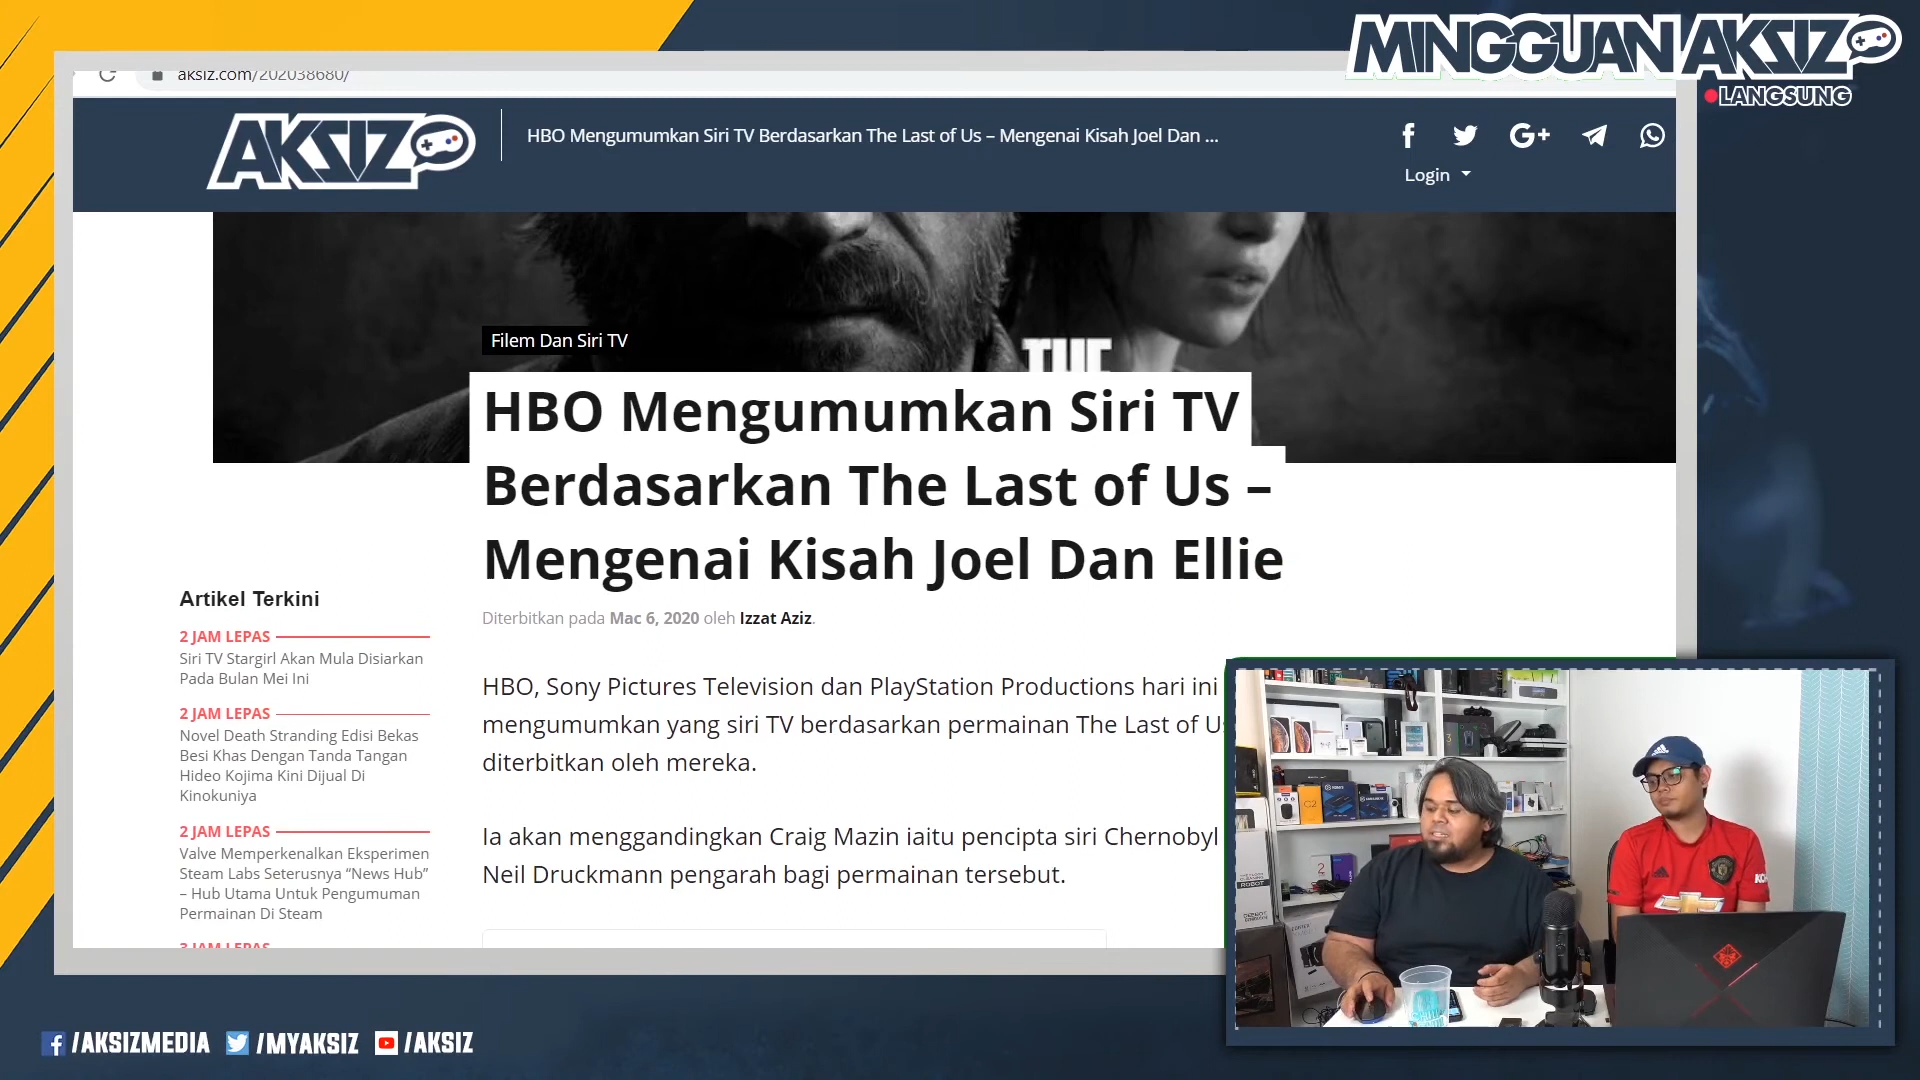 MINGGUAN AKSIZ
LANGSUNG
aksiz.com/202038680/
AKSIZ
HBO Mengumumkan Siri TV Berdasarkan The Last of Us – Mengenai Kisah Joel Dan ...
Login
Filem Dan Siri TV
THE
HBO Mengumumkan Siri TV
Berdasarkan The Last of Us –
Mengenai Kisah Joel Dan Ellie
Diterbitkan pada Mac 6, 2020 oleh Izzat Aziz.
Artikel Terkini
2 JAM LEPAS
Siri TV Stargirl Akan Mula Disiarkan
Pada Bulan Mei Ini
2 JAM LEPAS
Novel Death Stranding Edisi Bekas
Besi Khas Dengan Tanda Tangan
Hideo Kojima Kini Dijual Di
Kinokuniya
2 JAM LEPAS
Valve Memperkenalkan Eksperimen
Steam Labs Seterusnya “News Hub”
– Hub Utama Untuk Pengumuman
Permainan Di Steam
3 JAM LEPAS
HBO, Sony Pictures Television dan PlayStation Productions hari ini
mengumumkan yang siri TV berdasarkan permainan The Last of Us
diterbitkan oleh mereka.
Ia akan menggandingkan Craig Mazin iaitu pencipta siri Chernobyl
Neil Druckmann pengarah bagi permainan tersebut.
/AKSIZMEDIA
/MYAKSIZ
/AKSIZ